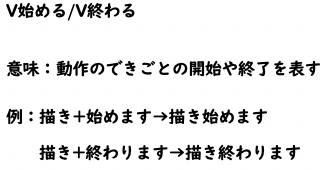 V始める/V終わる
意味：動作のできごとの開始や終了を表す
例：描き+始めます→描き始めます
描き+終わります→描き終わります